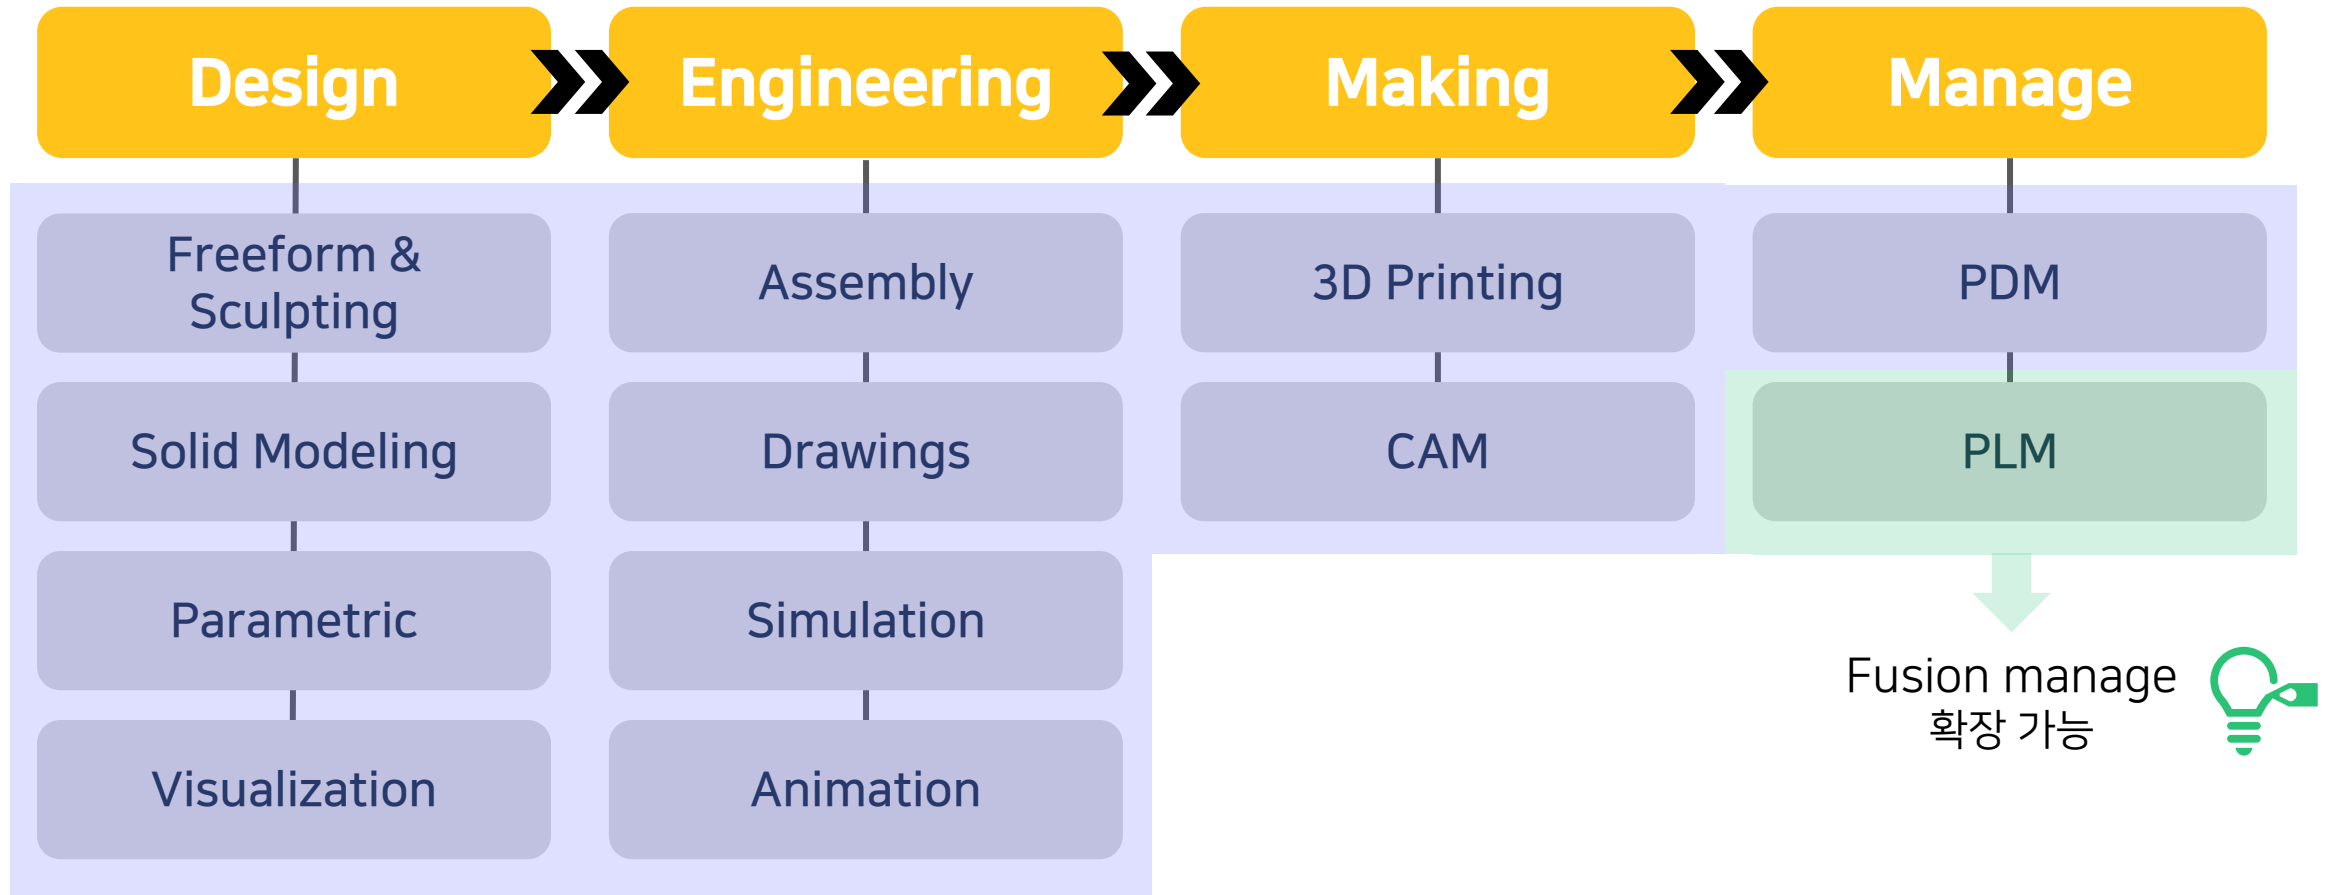 Design
Engineering
Making
Manage
Freeform &
Sculpting
Assembly
3D Printing
PDM
Solid Modeling
Drawings
CAM
PLM
Parametric
Simulation
Fusion manage
확장 가능
Visualization
Animation